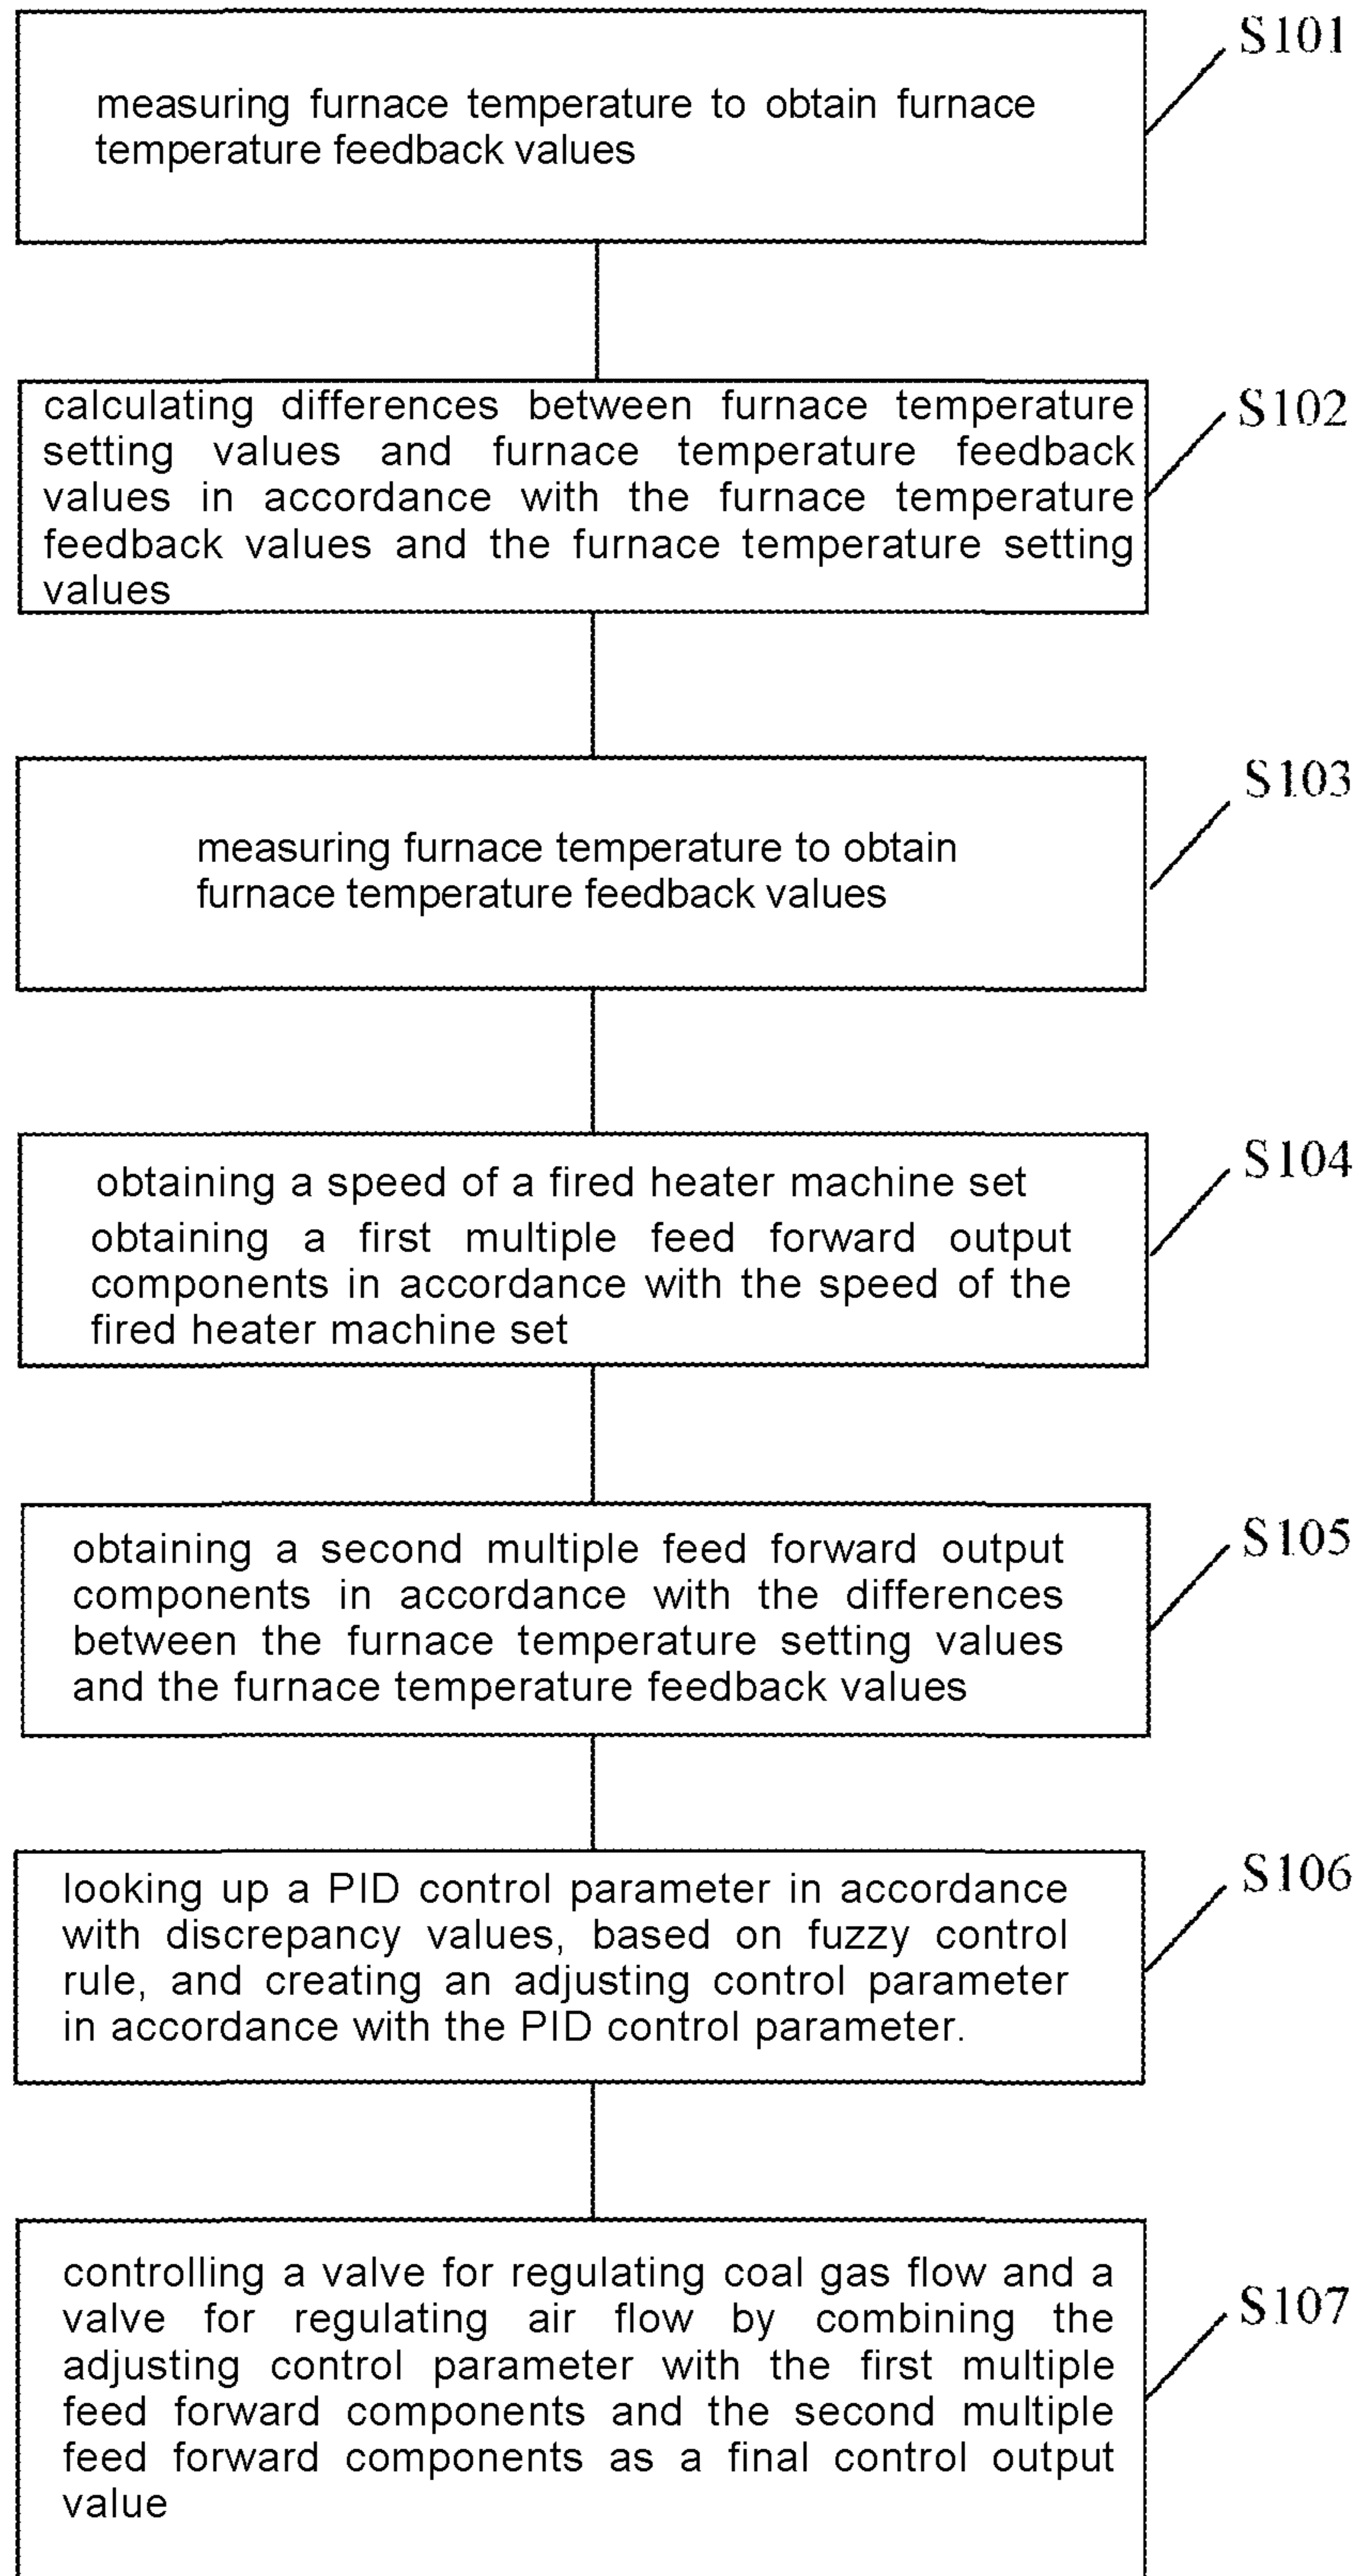 S101
measuring furnace temperature to obtain furnace
temperature feedback values
S102
calculating differences between furnace temperature
setting values and furnace temperature feedback
values in accordance with the furnace temperature
feedback values and the furnace temperature setting
values
S103
measuring furnace temperature to obtain
furnace temperature feedback values
S104
obtaining a speed of a fired heater machine set
obtaining a first multiple feed forward output
components in accordance with the speed of the
fired heater machine set
S105
obtaining a second multiple feed forward output
components in accordance with the differences
between the furnace temperature setting values
and the furnace temperature feedback values
S106
looking up a PID control parameter in accordance
with discrepancy values, based on fuzzy control
rule, and creating an adjusting control parameter
in accordance with the PID control parameter.
S107
controlling a valve for regulating coal gas flow and a
valve for regulating air flow by combining the
adjusting control parameter with the first multiple
feed forward components and the second multiple
feed forward components as a final control output
value